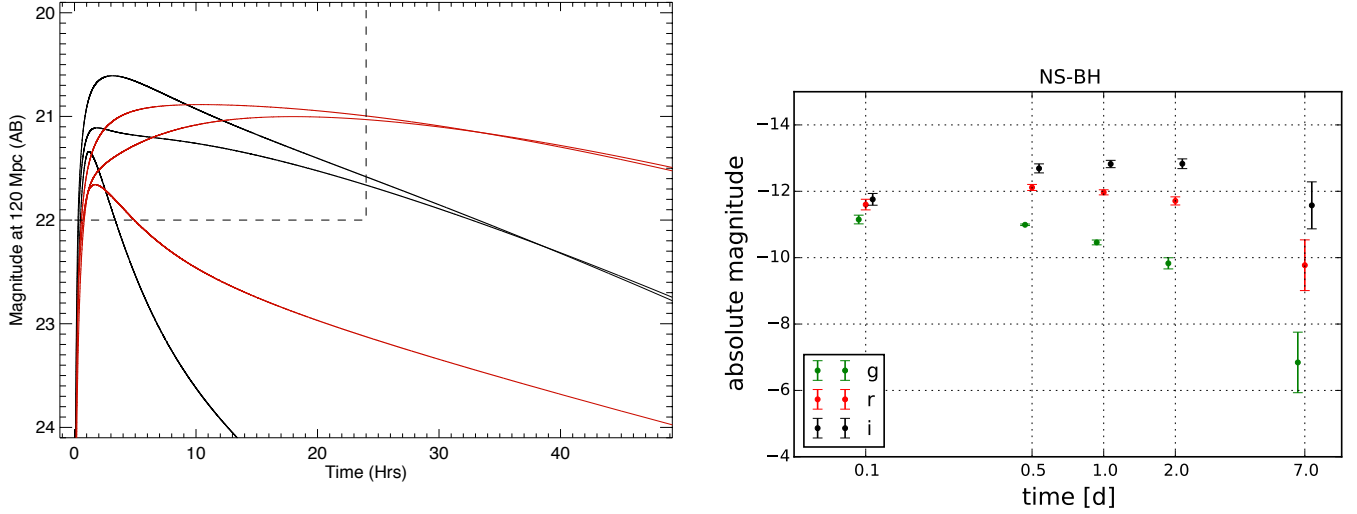 20
21
22
23
24
Magnitude at 120 Mpc (AB)
0
10
20
30
40
Time (Hrs)
NS-BH
−14
−12
−10
−8
−6
−4
absolute magnitude
g
r
i
0.1
0.5
1.0
2.0
7.0
time [d]